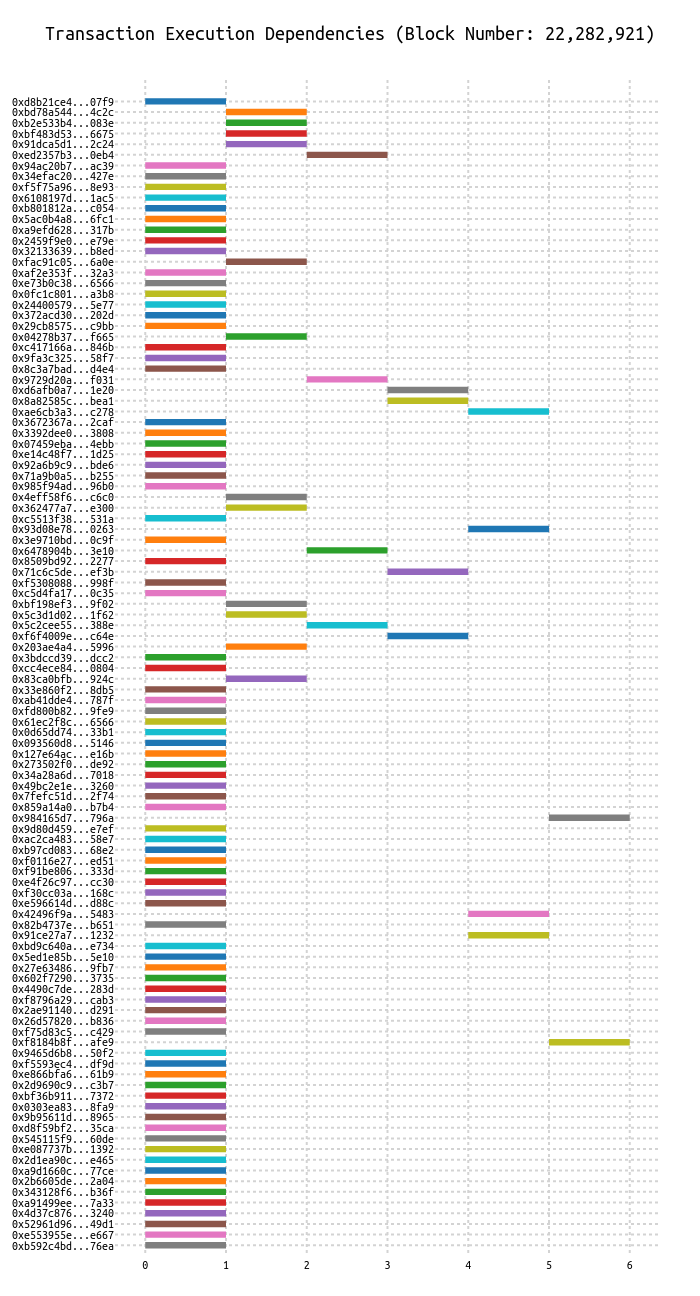 Transaction Execution Dependencies (Block Number: 22,282,921)
0xd8b21ce4...07f9
0xbd78a544...4c2c
0xb2e533b4...083e
0xbf483d53...6675
0x91dca5d1...2c24
0xed2357b3...0eb4
0x94ac20b7...ac39
0x34efac20...427e
0xf5f75a96...8e93
0x6108197d...1ac5
0xb801812a...c054
0x5ac0b4a8...6fc1
0xa9efd628...317b
0x2459f9e0...e79e
0x32133639...b8ed
0xfac91c05...6a0e
0xaf2e353f...32a3
0xe73b0c38...6566
0x0fc1c801...a3b8
0x24400579...5e77
0x372acd30...202d
0x29cb8575...c9bb
0x04278b37...f665
0xc417166a...846b
0x9fa3c325...58f7
0x8c3a7bad...d4e4
0x9729d20a...f031
0xd6afb0a7...1e20
0x8a82585c...bea1
0xae6cb3a3...c278
0x3672367a...2caf
0x3392dee0...3808
0x07459eba...4ebb
0xe14c48f7...1d25
0x92a6b9c9...bde6
0x71a9b0a5...b255
0x985f94ad...96b0
0x4eff58f6...c6c0
0x362477a7...e300
0xc5513f38...531a
0x93d08e78...0263
0x3e9710bd...0c9f
0x6478904b...3e10
0x8509bd92...2277
0x71c6c5de...ef3b
0xf5308088...998f
0xc5d4fa17...0c35
0xbf198ef3...9f02
0x5c3d1d02...1f62
0x5c2cee55...388e
0xf6f4009e...c64e
0x203ae4a4...5996
0x3bdccd39...dcc2
0xcc4ece84...0804
0x83ca0bfb...924c
0x33e860f2...8db5
0xab41dde4...787f
0xfd800b82...9fe9
0x61ec2f8c...6566
0x0d65dd74...33b1
0x093560d8...5146
0x127e64ac...e16b
0x273502f0...de92
0x34a28a6d...7018
0x49bc2e1e...3260
0x7fefc51d...2f74
0x859a14a0...b7b4
0x984165d7...796a
0x9d80d459...e7ef
0xac2ca483...58e7
0xb97cd083...68e2
0xf0116e27...ed51
0xf91be806...333d
0xe4f26c97...cc30
0xf30cc03a...168c
0xe596614d...d88c
0x42496f9a...5483
0x82b4737e...b651
0x91ce27a7...1232
0xbd9c640a...e734
0x5ed1e85b...5e10
0x27e63486...9fb7
0x602f7290...3735
0x4490c7de...283d
0xf8796a29...cab3
0x2ae91140...d291
0x26d57820...b836
0xf75d83c5...c429
0xf8184b8f...afe9
0x9465d6b8...50f2
0xf5593ec4...df9d
0xe866bfa6...61b9
0x2d9690c9...c3b7
0xbf36b911...7372
0x0303ea83...8fa9
0x9b95611d...8965
0xd8f59bf2...35ca
0x545115f9...60de
0xe087737b...1392
0x2d1ea90c...e465
0xa9d1660c...77ce
0x2b6605de...2a04
0x343128f6...b36f
0xa91499ee...7a33
0x4d37c876...3240
0x52961d96...49d1
0xe553955e...e667
0xb592c4bd...76ea
0 1 2 3 4 5 6